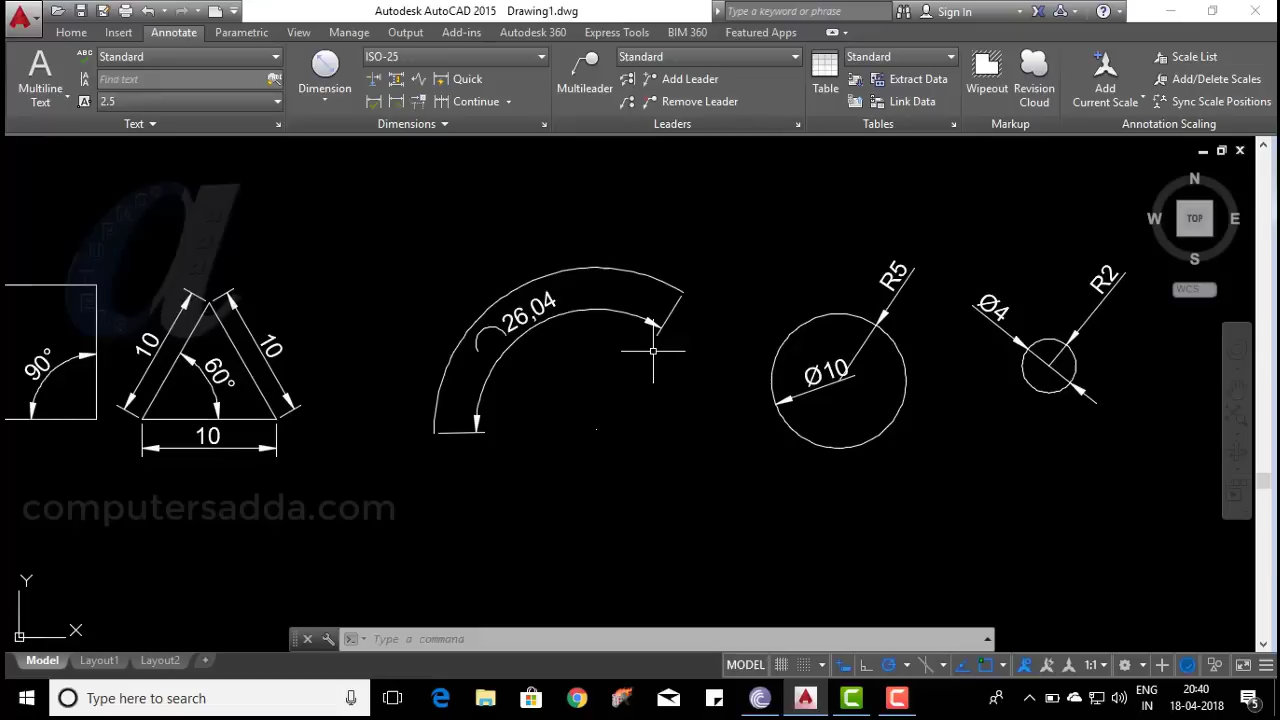 Autodesk AutoCAD 2015 Drawing1.dwg
Type a keyword or phrase
Sign In
Home Insert Annotate Parametric View Manage Output Add-ins Autodesk 360 Express Tools BIM 360 Featured Apps
A
Multiline
Text
ABC
Standard
Find text
2.5
Text
Dimension
ISO-25
Quick
Continue
Dimensions
Multileader
Standard
Add Leader
Remove Leader
Leaders
Table
Standard
Extract Data
Link Data
Tables
Wipeout
Revision
Cloud
Markup
Add
Current Scale
Scale List
Add/Delete Scales
Sync Scale Positions
Annotation Scaling
N
W TOP E
S
WCS
90°
10
60°
10
10
26,04
R5
Ø10
Ø4
R2
computersadda.com
Y
X
Type a command
Model Layout1 Layout2 +
MODEL
1:1
Type here to search
ENG
IN
20:40
18-04-2018
5